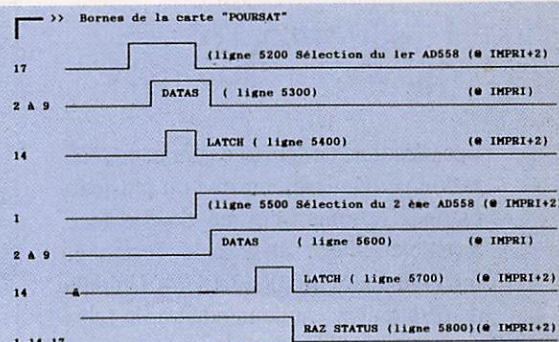 >> Bornes de la carte "POURSAT"
17 (ligne 5200 Sélection du 1er AD558 (@ IMPRI+2)
2 A 9 DATAS ( ligne 5300) (@ IMPRI)
14 LATCH ( ligne 5400) (@ IMPRI+2)
1 (ligne 5500 Sélection du 2 ème AD558 (@ IMPRI+2
2 A 9 DATAS ( ligne 5600) (@ IMPRI)
14 LATCH ( ligne 5700) (@ IMPRI+2)
1 14 17 RAZ STATUS (ligne 5800)(@ IMPRI+2)